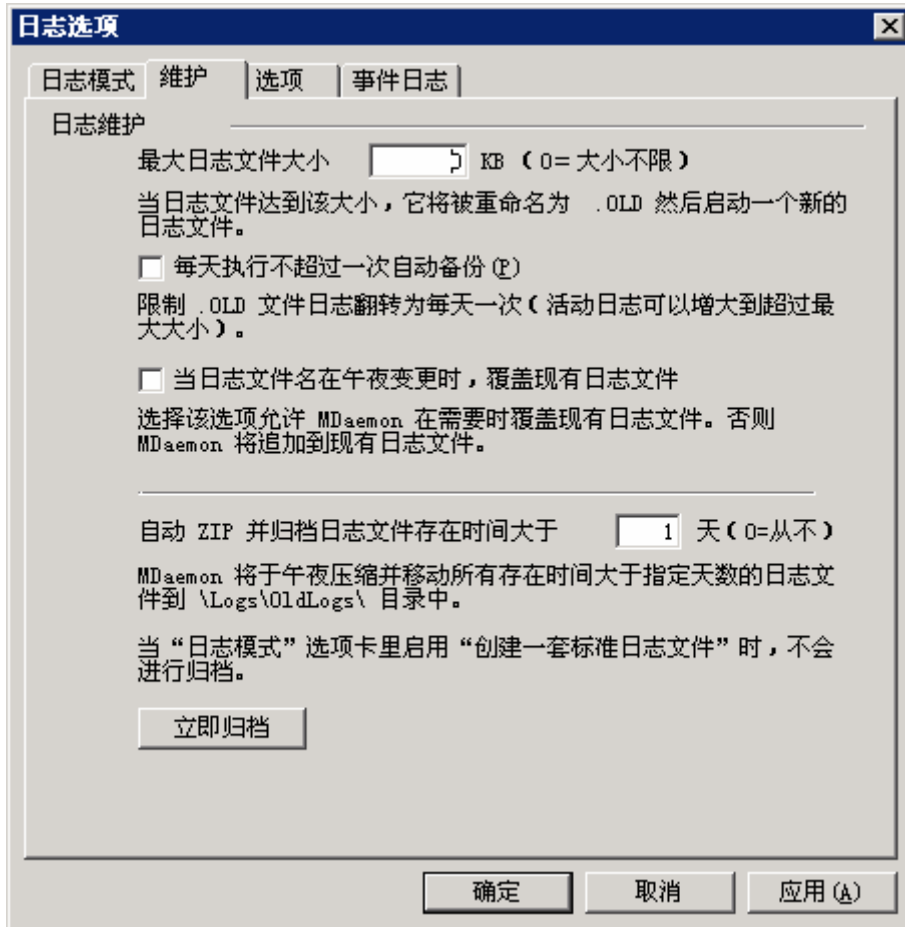 日志选项
日志模式 维护 选项 事件日志
日志维护
最大日志文件大小 KB (0=大小不限)
当日志文件达到该大小,它将被重命名为 .OLD 然后启动一个新的
日志文件。
每天执行不超过一次自动备份(P)
限制 .OLD 文件日志翻转为每天一次(活动日志可以增大到超过最
大大小)。
当日志文件名在午夜变更时,覆盖现有日志文件
选择该选项允许 MDaemon 在需要时覆盖现有日志文件。否则
MDaemon 将追加到现有日志文件。
自动 ZIP 并归档日志文件存在时间大于 1 天(0=从不)
MDaemon 将于午夜压缩并移动所有存在时间大于指定天数的日志文
件到 \Logs\OldLogs\ 目录中。
当“日志模式”选项卡里启用“创建一套标准日志文件”时,不会
进行归档。
立即归档
确定 取消 应用(A)